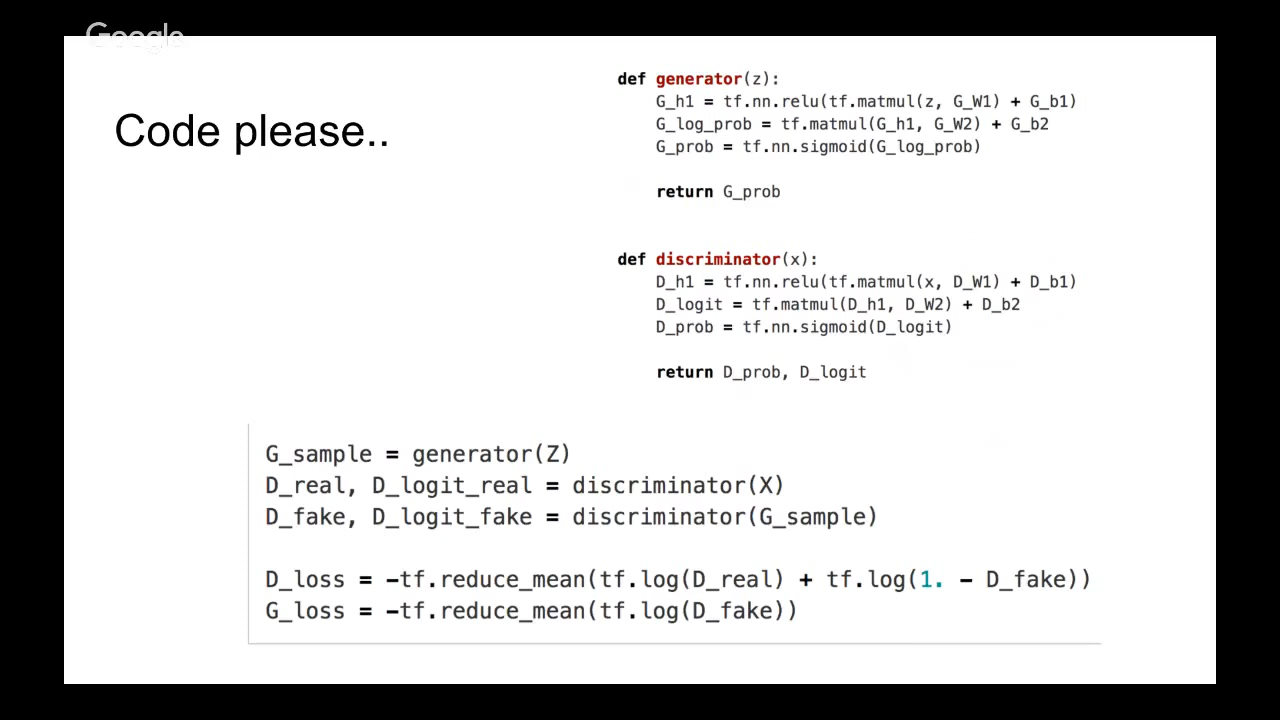 Google
Code please..
def generator(z):
    G_h1 = tf.nn.relu(tf.matmul(z, G_W1) + G_b1)
    G_log_prob = tf.matmul(G_h1, G_W2) + G_b2
    G_prob = tf.nn.sigmoid(G_log_prob)
    return G_prob
def discriminator(x):
    D_h1 = tf.nn.relu(tf.matmul(x, D_W1) + D_b1)
    D_logit = tf.matmul(D_h1, D_W2) + D_b2
    D_prob = tf.nn.sigmoid(D_logit)
    return D_prob, D_logit
G_sample = generator(Z)
D_real, D_logit_real = discriminator(X)
D_fake, D_logit_fake = discriminator(G_sample)
D_loss = -tf.reduce_mean(tf.log(D_real) + tf.log(1. - D_fake))
G_loss = -tf.reduce_mean(tf.log(D_fake))